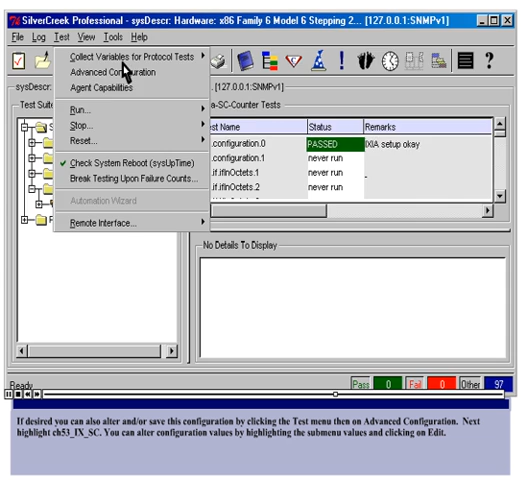 SilverCreek Professional - sysDescr: Hardware: x86 Family 6 Model 6 Stepping 2... [127.0.0.1:SNMPv1]
File Log Test View Tools Help
sysDescr:
. [127.0.0.1:SNMPv1]
Test Suite
a-SC-Counter Tests
Collect Variables for Protocol Tests
Advanced Configuration
Agent Capabilities
Run...
Stop...
Reset...
Check System Reboot (sysUpTime)
Break Testing Upon Failure Counts...
Automation Wizard
Remote Interface...
est Name Status Remarks
.configuration.0 PASSED IXIA setup okay
.configuration.1 never run
.if.ifInOctets.1 never run -
.if.ifInOctets.2 never run
No Details To Display
Ready
Pass 0 Fail 0 Other 97
If desired you can also alter and/or save this configuration by clicking the Test menu then on Advanced Configuration. Next
highlight ch53_IX_SC. You can alter configuration values by highlighting the submenu values and clicking on Edit.